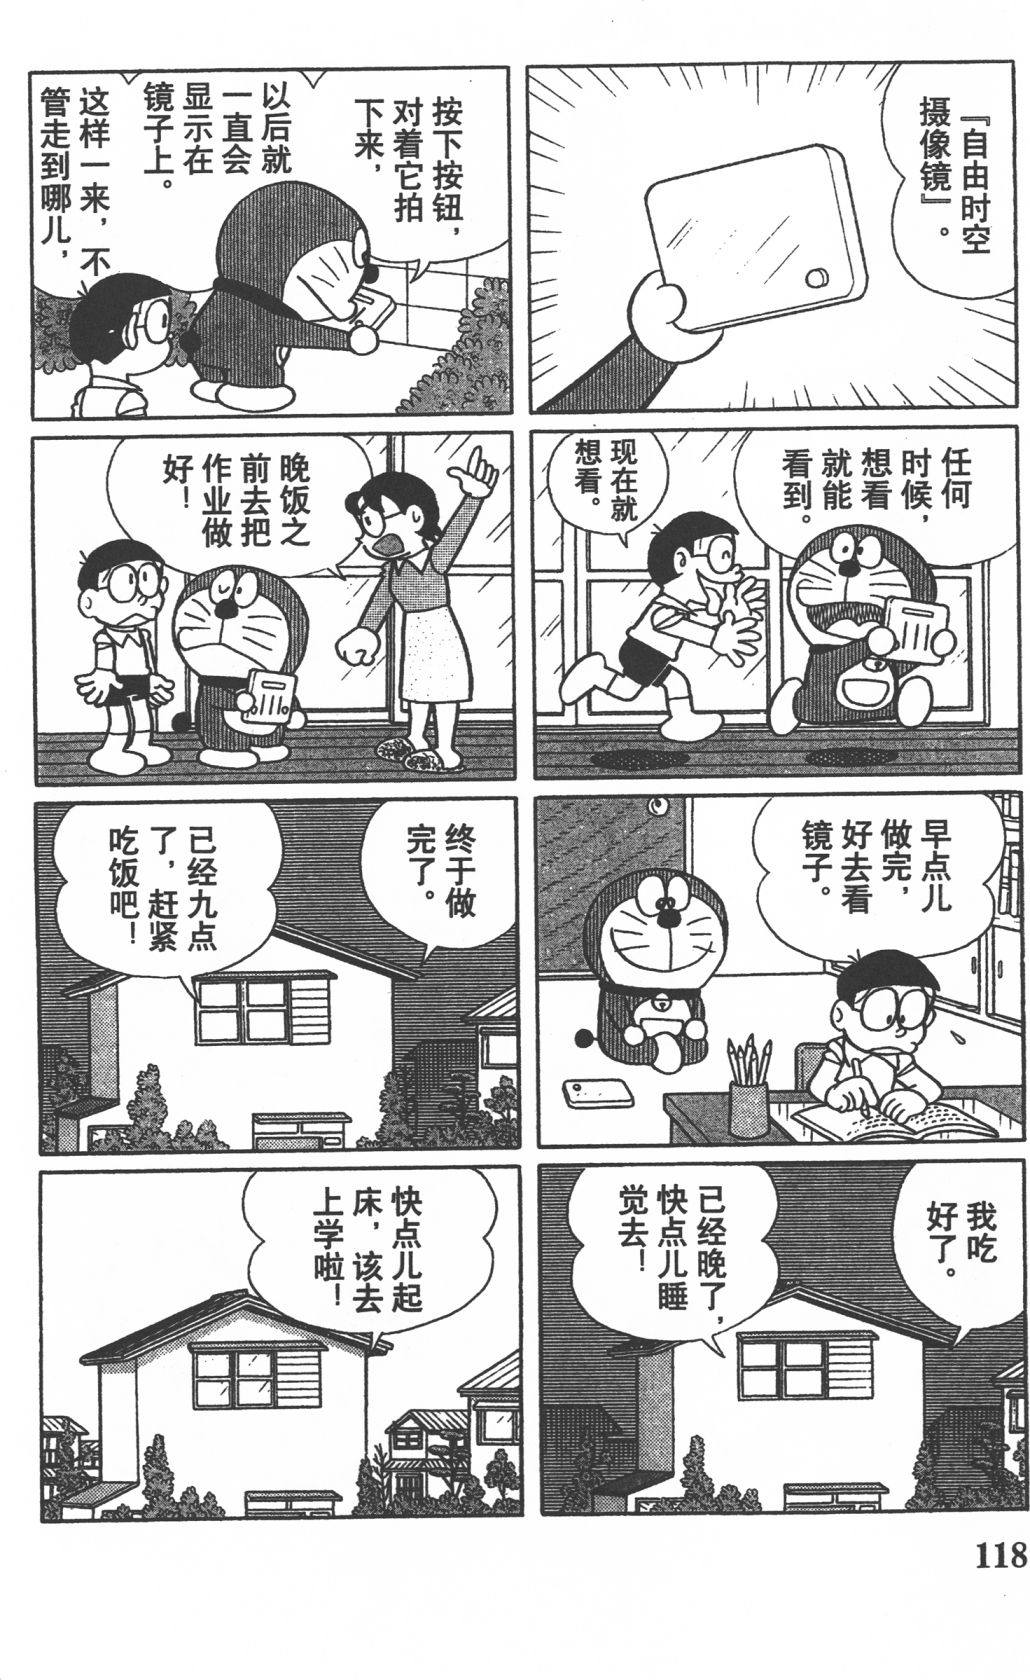 『自由时空
摄像镜』。
按下按钮，
对着它拍
下来，
以后就
一直会
显示在
镜子上。
这样一来，不
管走到哪儿，
任何
时候，
想看
就能
看到。
现在就
想看。
晚饭之
前去把
作业做
好！
早点儿
做完，
好去看
镜子。
终于做
完了。
已经九点
了，赶紧
吃饭吧！
我吃
好了。
已经晚了，
快点儿睡
觉去！
快点儿起
床，该去
上学啦！
118